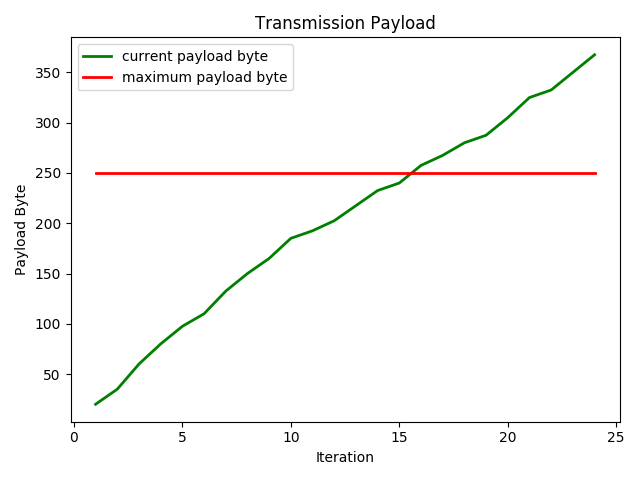 Transmission Payload
current payload byte
maximum payload byte
Payload Byte
350
300
250
200
150
100
50
0 5 10 15 20 25
Iteration